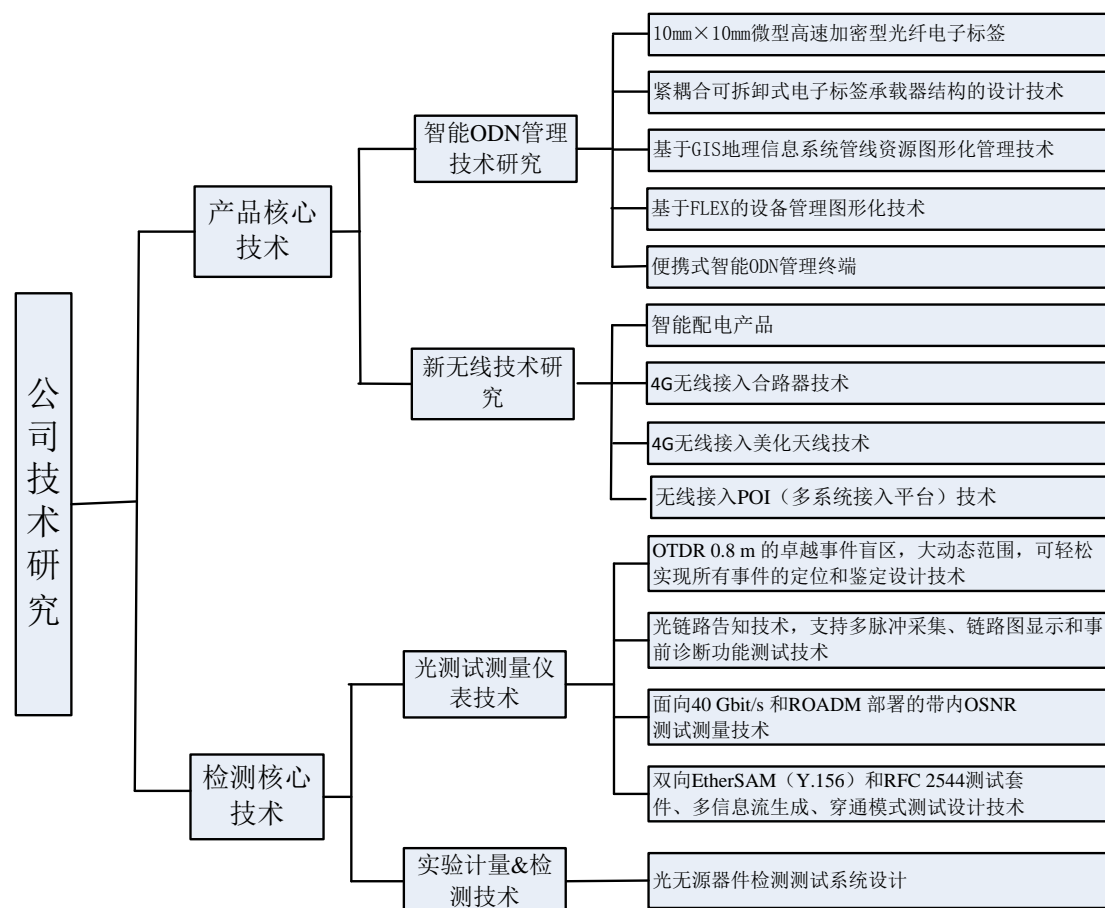 公司技术研究
产品核心
技术
智能ODN管理
技术研究
10mm×10mm微型高速加密型光纤电子标签
紧耦合可拆卸式电子标签承载器结构的设计技术
基于GIS地理信息系统管线资源图形化管理技术
基于FLEX的设备管理图形化技术
便携式智能ODN管理终端
新无线技术研
究
智能配电产品
4G无线接入合路器技术
4G无线接入美化天线技术
无线接入POI（多系统接入平台）技术
检测核心
技术
光测试测量仪
表技术
OTDR 0.8 m 的卓越事件盲区，大动态范围，可轻松
实现所有事件的定位和鉴定设计技术
光链路告知技术，支持多脉冲采集、链路图显示和事
前诊断功能测试技术
面向40 Gbit/s 和ROADM 部署的带内OSNR
测试测量技术
双向EtherSAM（Y.156）和RFC 2544测试套
件、多信息流生成、穿通模式测试设计技术
实验计量&检
测技术
光无源器件检测测试系统设计